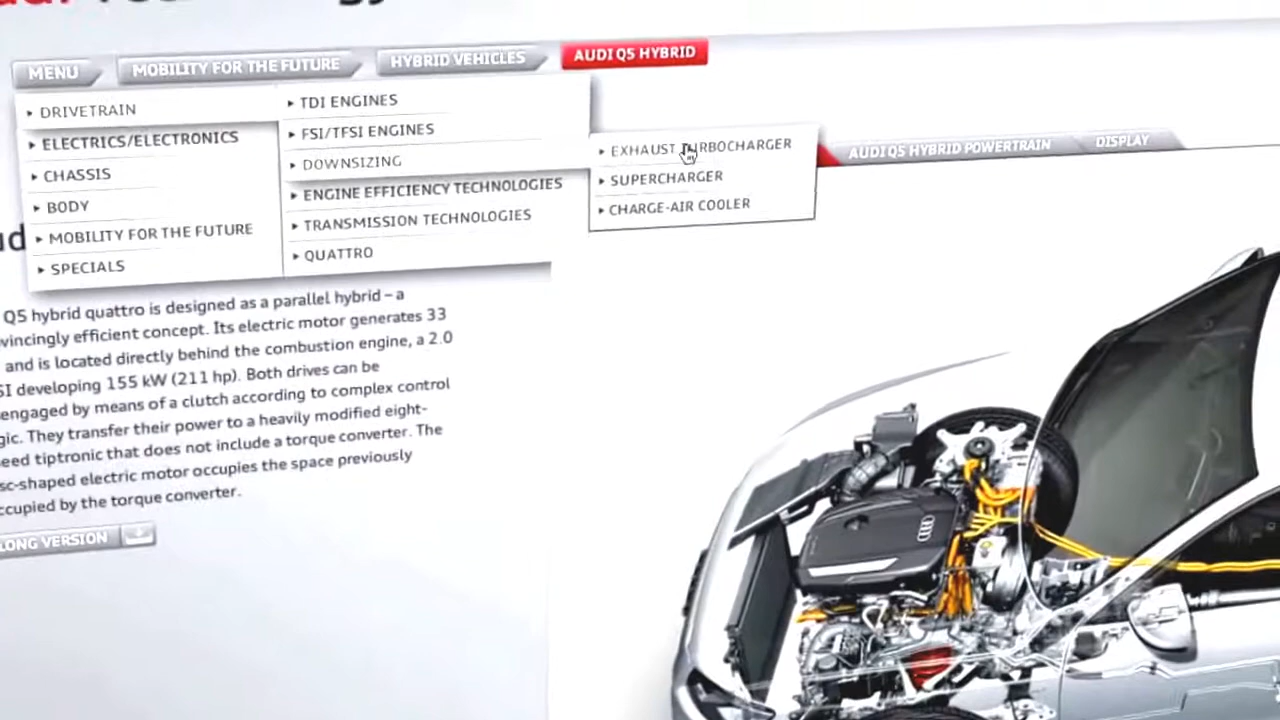 MENU
MOBILITY FOR THE FUTURE
HYBRID VEHICLES
AUDI Q5 HYBRID
DRIVETRAIN
ELECTRICS/ELECTRONICS
CHASSIS
BODY
MOBILITY FOR THE FUTURE
SPECIALS
TDI ENGINES
FSI/TFSI ENGINES
DOWNSIZING
ENGINE EFFICIENCY TECHNOLOGIES
TRANSMISSION TECHNOLOGIES
QUATTRO
EXHAUST TURBOCHARGER
SUPERCHARGER
CHARGE-AIR COOLER
AUDI Q5 HYBRID POWERTRAIN
DISPLAY
Q5 hybrid quattro is designed as a parallel hybrid – a
vincingly efficient concept. Its electric motor generates 33
and is located directly behind the combustion engine, a 2.0
SI developing 155 kW (211 hp). Both drives can be
engaged by means of a clutch according to complex control
gic. They transfer their power to a heavily modified eight-
eed tiptronic that does not include a torque converter. The
sc-shaped electric motor occupies the space previously
ccupied by the torque converter.
LONG VERSION